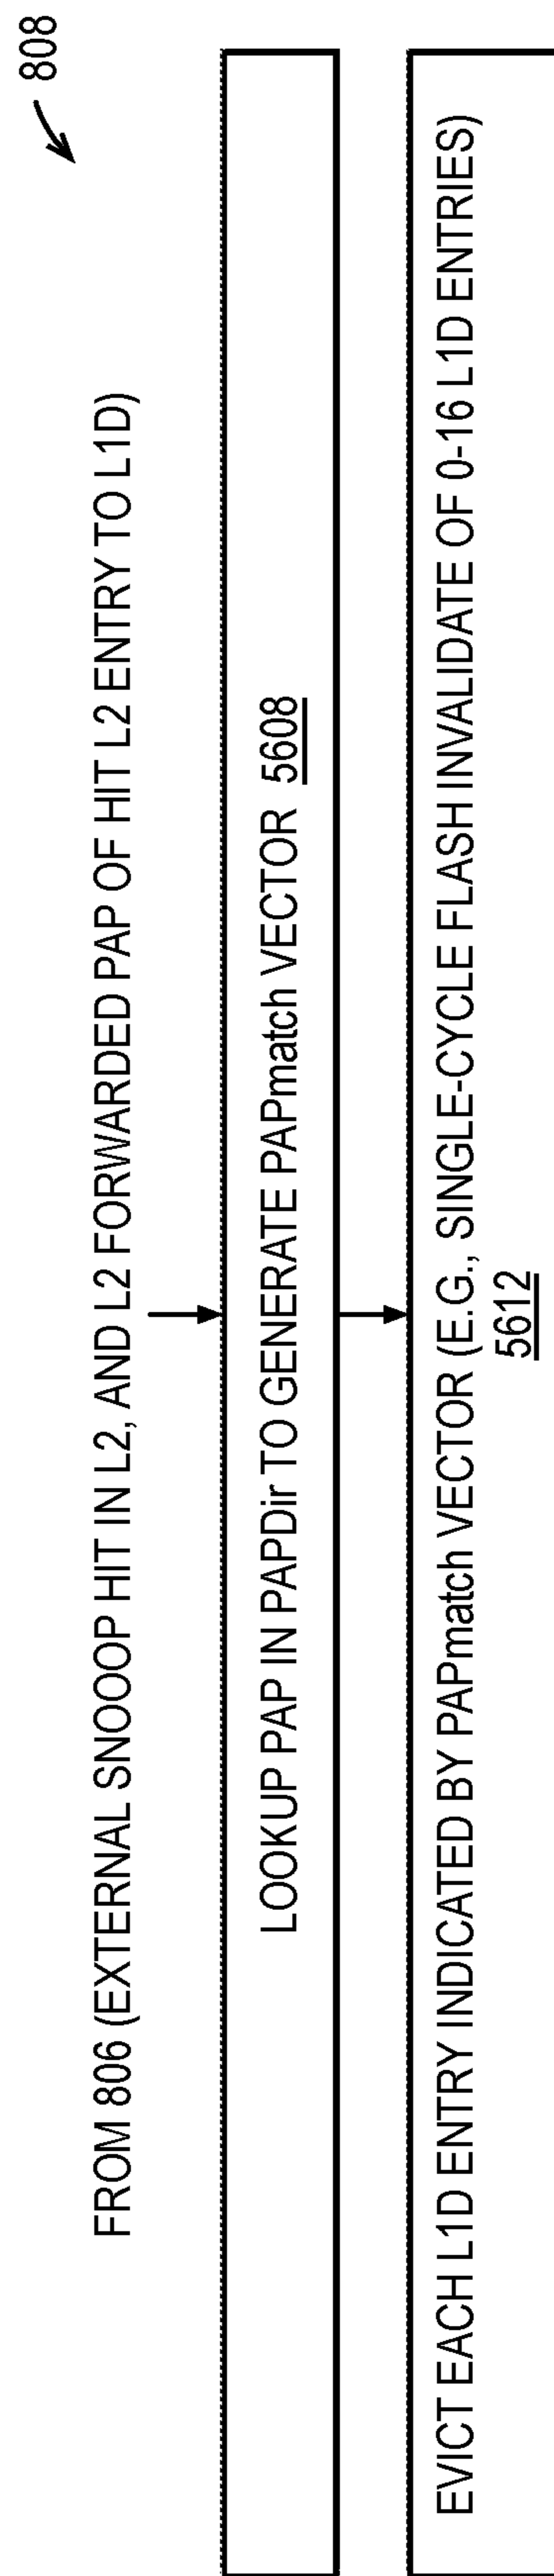 808
FROM 806 (EXTERNAL SNOOOP HIT IN L2, AND L2 FORWARDED PAP OF HIT L2 ENTRY TO L1D)
LOOKUP PAP IN PAPDir TO GENERATE PAPmatch VECTOR 5608
EVICT EACH L1D ENTRY INDICATED BY PAPmatch VECTOR (E.G., SINGLE-CYCLE FLASH INVALIDATE OF 0-16 L1D ENTRIES)
5612